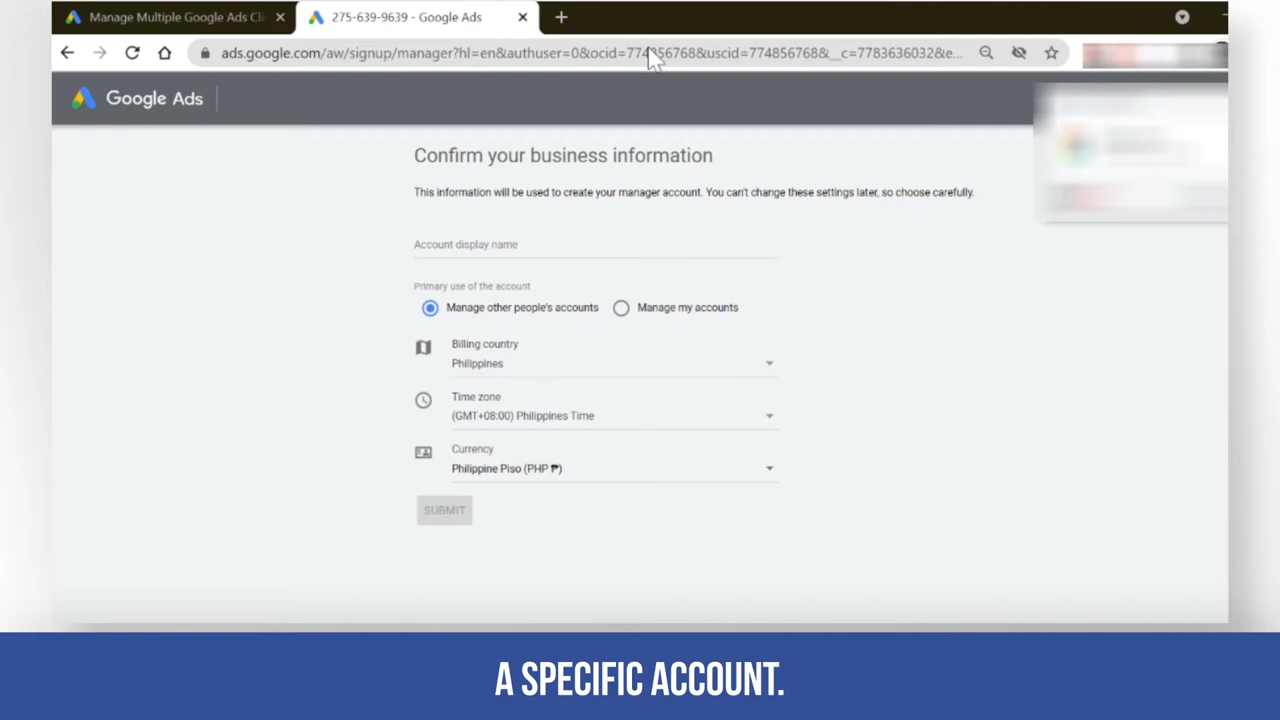 Manage Multiple Google Ads Cli
275-639-9639 - Google Ads
ads.google.com/aw/signup/manager?hl=en&authuser=0&ocid=774856768&uscid=774856768&__c=7783636032&e...
Google Ads
Confirm your business information
This information will be used to create your manager account. You can't change these settings later, so choose carefully.
Account display name
Primary use of the account
Manage other people's accounts
Manage my accounts
Billing country
Philippines
Time zone
(GMT+08:00) Philippines Time
Currency
Philippine Piso (PHP ₱)
SUBMIT
A SPECIFIC ACCOUNT.